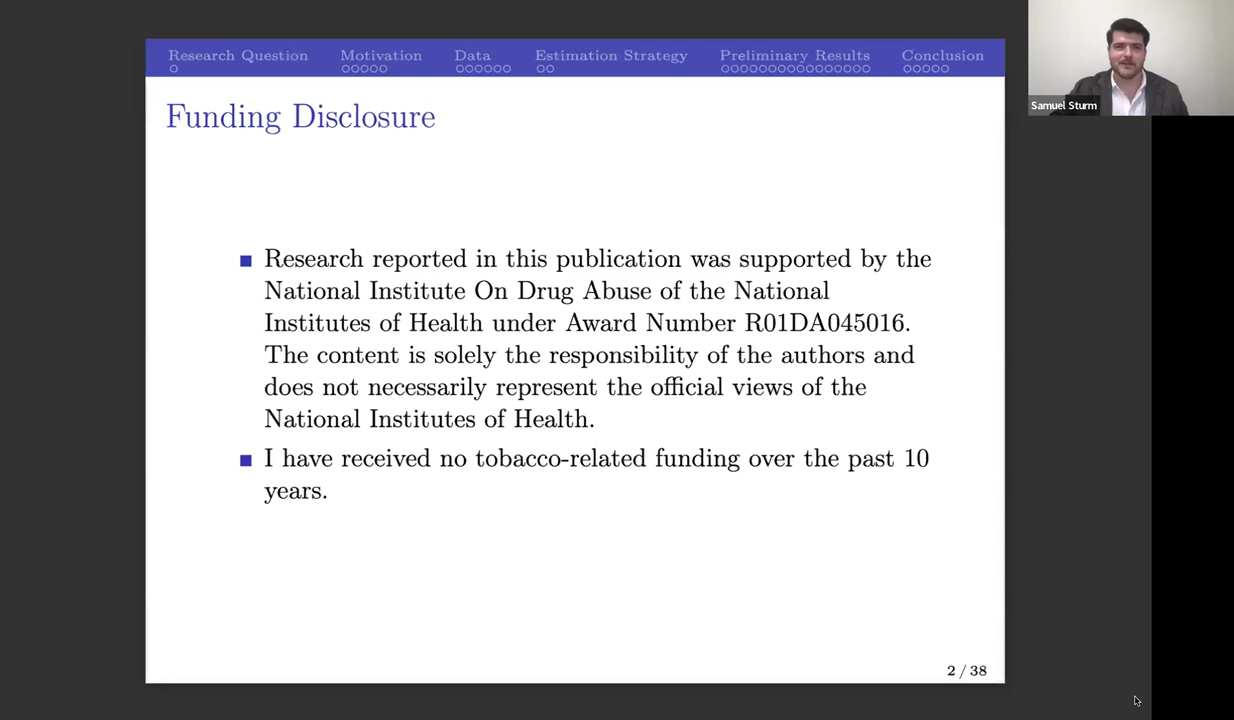 Research Question Motivation Data Estimation Strategy Preliminary Results Conclusion
Funding Disclosure
Research reported in this publication was supported by the
National Institute On Drug Abuse of the National
Institutes of Health under Award Number R01DA045016.
The content is solely the responsibility of the authors and
does not necessarily represent the official views of the
National Institutes of Health.
I have received no tobacco-related funding over the past 10
years.
2 / 38
Samuel Sturm